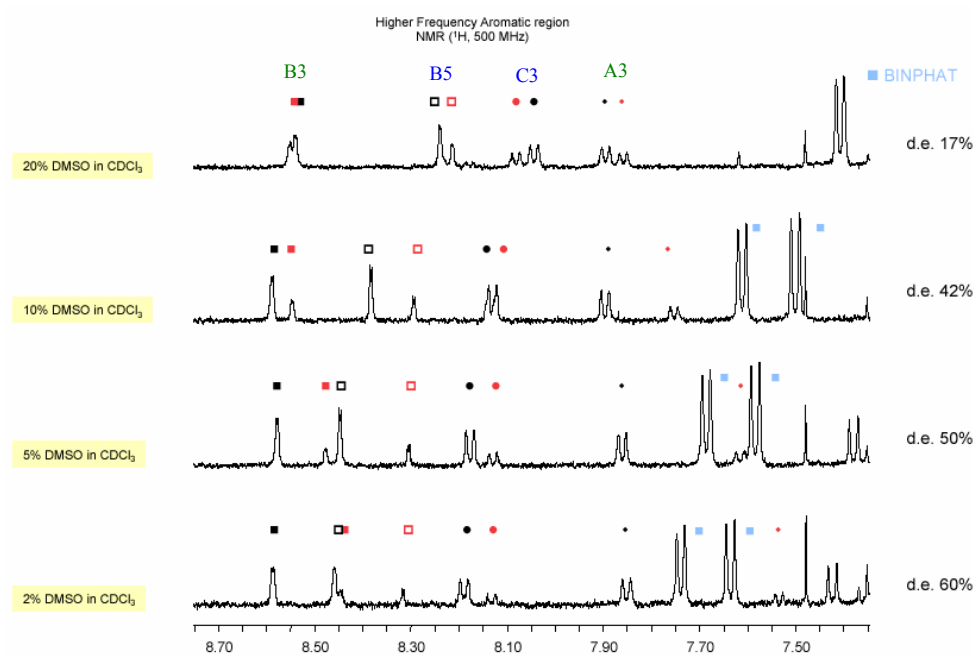 Higher Frequency Aromatic region
NMR (¹H, 500 MHz)
B3 B5 C3 A3
BINPHAT
20% DMSO in CDCl₃ d.e. 17%
10% DMSO in CDCl₃ d.e. 42%
5% DMSO in CDCl₃ d.e. 50%
2% DMSO in CDCl₃ d.e. 60%
8.70 8.50 8.30 8.10 7.90 7.70 7.50